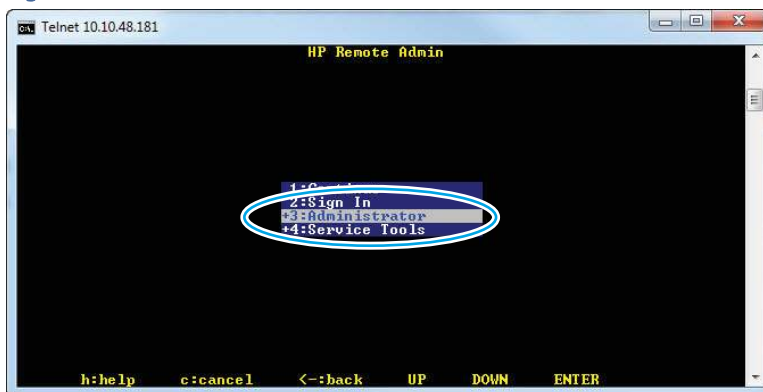 Telnet 10.10.48.181
HP Remote Admin
2:Sign In
+3:Administrator
+4:Service Tools
h:help c:cancel <-:back UP DOWN ENTER